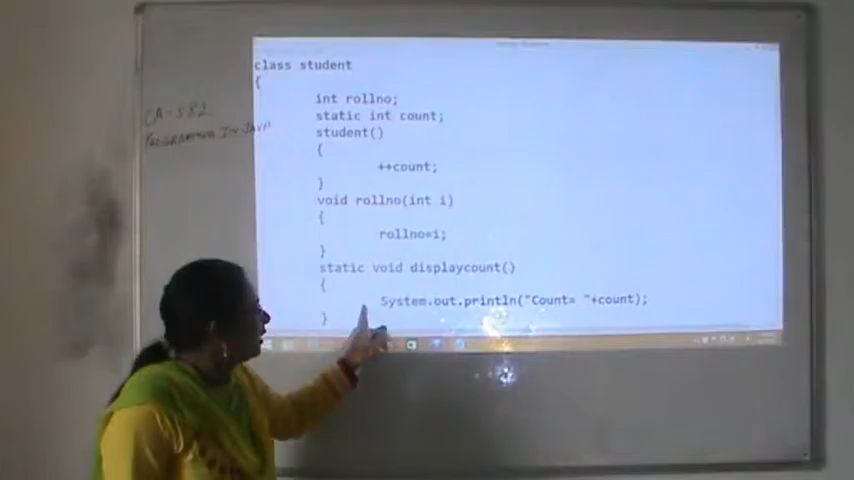 class student
{
int rollno;
static int count;
student()
{
++count;
}
void rollno(int i)
{
rollno=i;
}
static void displaycount()
{
System.out.println("Count= "+count);
}
CA-582
PROGRAMMING IN JAVA